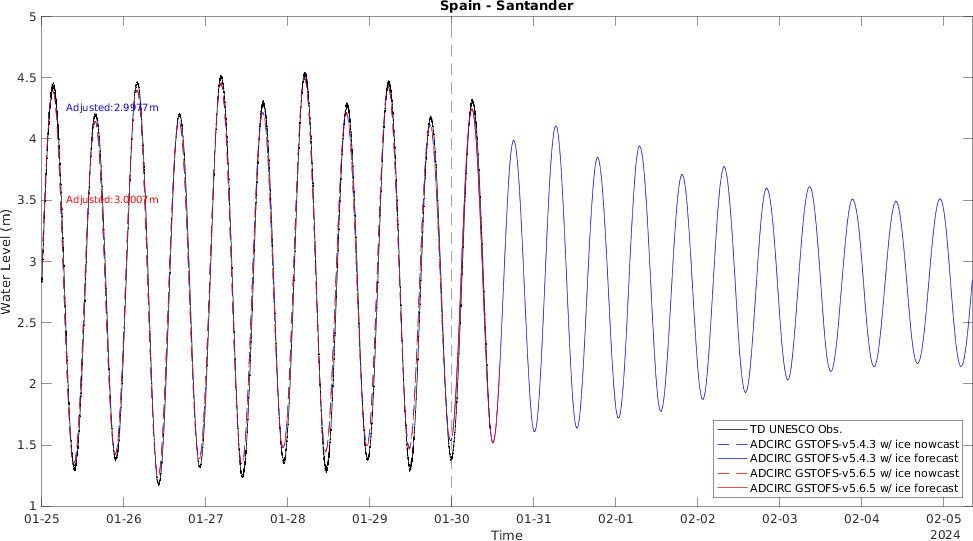 Spain - Santander
5
4.5
4
3.5
3
2.5
2
1.5
1
Water Level (m)
Adjusted:2.9977m
Adjusted:3.0007m
TD UNESCO Obs.
ADCIRC GSTOFS-v5.4.3 w/ ice nowcast
ADCIRC GSTOFS-v5.4.3 w/ ice forecast
ADCIRC GSTOFS-v5.6.5 w/ ice nowcast
ADCIRC GSTOFS-v5.6.5 w/ ice forecast
01-25 01-26 01-27 01-28 01-29 01-30 01-31 02-01 02-02 02-03 02-04 02-05
2024
Time